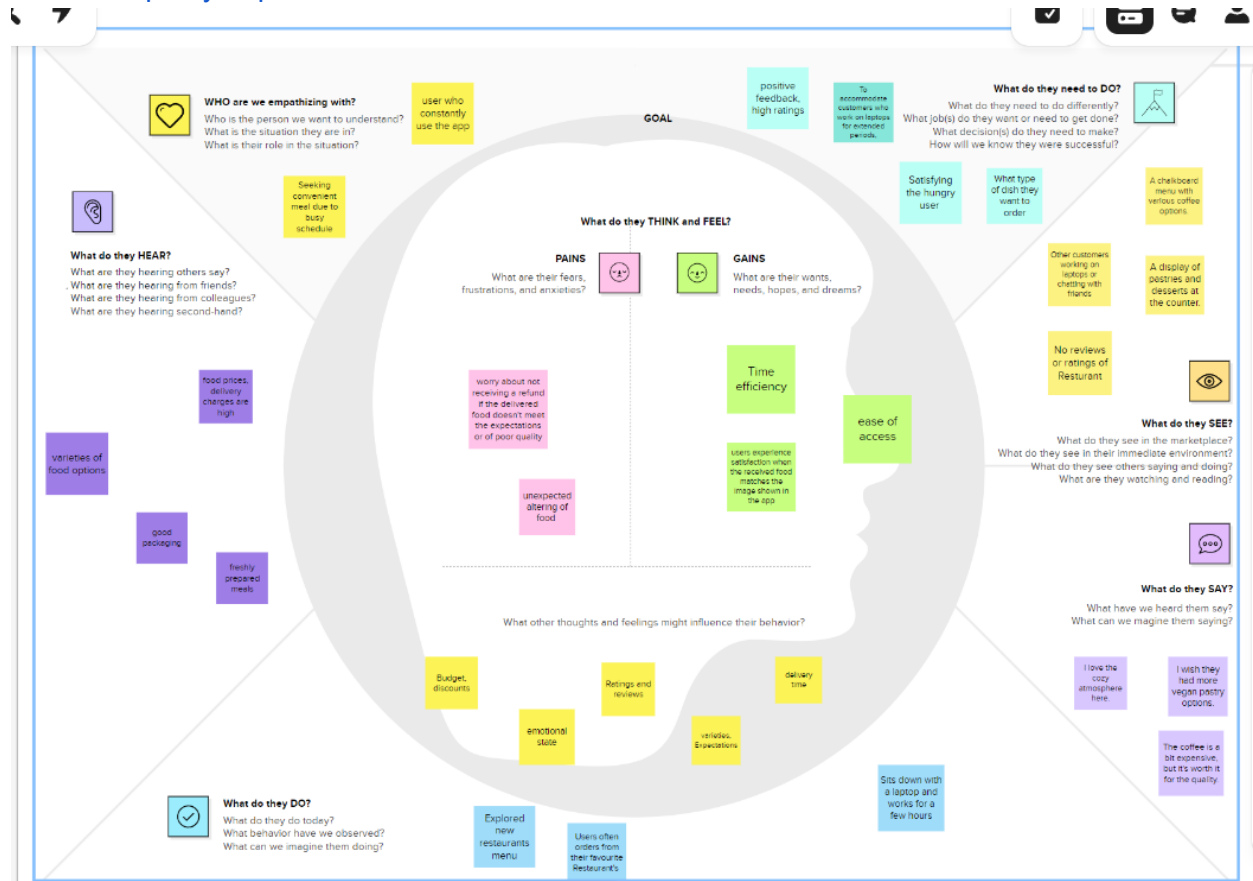 WHO are we empathizing with?
Who is the person we want to understand?
What is the situation they are in?
What is their role in the situation?
user who
constantly
use the app
Seeking
convenient
meal due to
busy
schedule
GOAL
positive
feedback,
high ratings
To
accommodate
customers who
work on laptops
for extended
periods.
What do they need to DO?
What do they need to do differently?
What job(s) do they want or need to get done?
What decision(s) do they need to make?
How will we know they were successful?
Satisfying
the hungry
user
What type
of dish they
want to
order
A chalkboard
menu with
various coffee
options
Other customers
working on
laptops or
chatting with
friends
A display of
pastries and
desserts at
the counter.
No reviews
or ratings of
Resturant
What do they SEE?
What do they see in the marketplace?
What do they see in their immediate environment?
What do they see others saying and doing?
What are they watching and reading?
What do they HEAR?
What are they hearing others say?
. What are they hearing from friends?
What are they hearing from colleagues?
What are they hearing second-hand?
food prices,
delivery
charges are
high
varieties of
food options
good
packaging
freshly
prepared
meals
What do they THINK and FEEL?
PAINS
What are their fears,
frustrations, and anxieties?
GAINS
What are their wants,
needs, hopes, and dreams?
worry about not
receiving a refund
if the delivered
food doesn't meet
the expectations
or of poor quality
unexpected
altering of
food
Time
efficiency
ease of
access
users experience
satisfaction when
the received food
matches the
image shown in
the app
What other thoughts and feelings might influence their behavior?
Budget,
discounts
emotional
state
Ratings and
reviews
varieties,
Expectations
delivery
time
What do they SAY?
What have we heard them say?
What can we magine them saying?
I love the
cozy
atmosphere
here.
I wish they
had more
vegan pastry
options.
The coffee is a
bit expensive,
but it's worth it
for the quality
What do they DO?
What do they do today?
What behavior have we observed?
What can we imagine them doing?
Explored
new
restaurants
menu
Users often
orders from
their favourite
Restaurant's
Sits down with
a laptop and
works for a
few hours